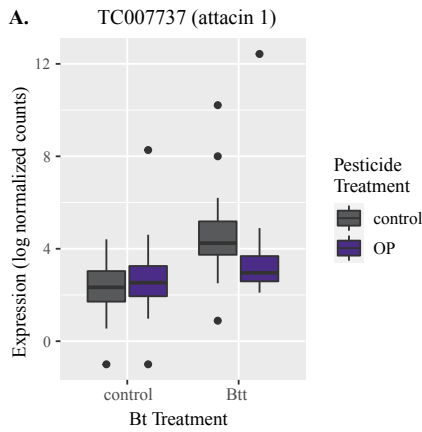 A.
TC007737 (attacin 1)
Expression (log normalized counts)
12
8
4
0
control
Btt
Bt Treatment
Pesticide
Treatment
control
OP